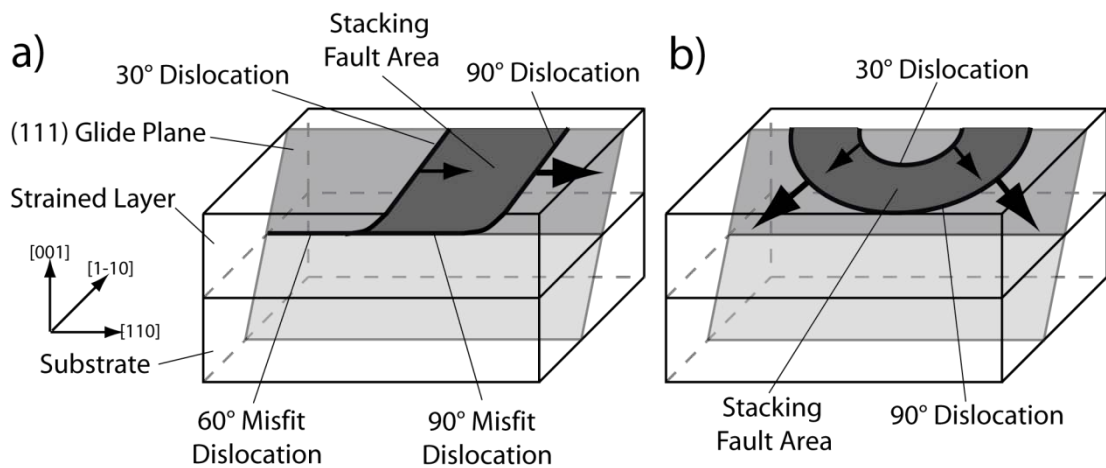 a)
Stacking
Fault Area
30° Dislocation
90° Dislocation
(111) Glide Plane
Strained Layer
[001]
[1-10]
[110]
Substrate
60° Misfit
Dislocation
90° Misfit
Dislocation
b)
30° Dislocation
Stacking
Fault Area
90° Dislocation